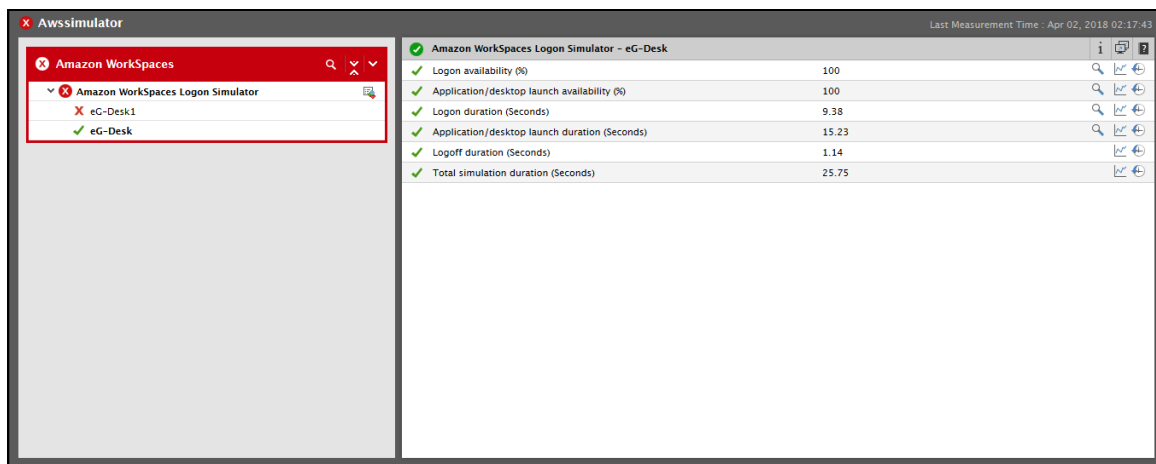 Awssimulator
Last Measurement Time : Apr 02, 2018 02:17:43
Amazon WorkSpaces
Amazon WorkSpaces Logon Simulator
eG-Desk1
eG-Desk
Amazon WorkSpaces Logon Simulator - eG-Desk
Logon availability (%) 100
Application/desktop launch availability (%) 100
Logon duration (Seconds) 9.38
Application/desktop launch duration (Seconds) 15.23
Logoff duration (Seconds) 1.14
Total simulation duration (Seconds) 25.75